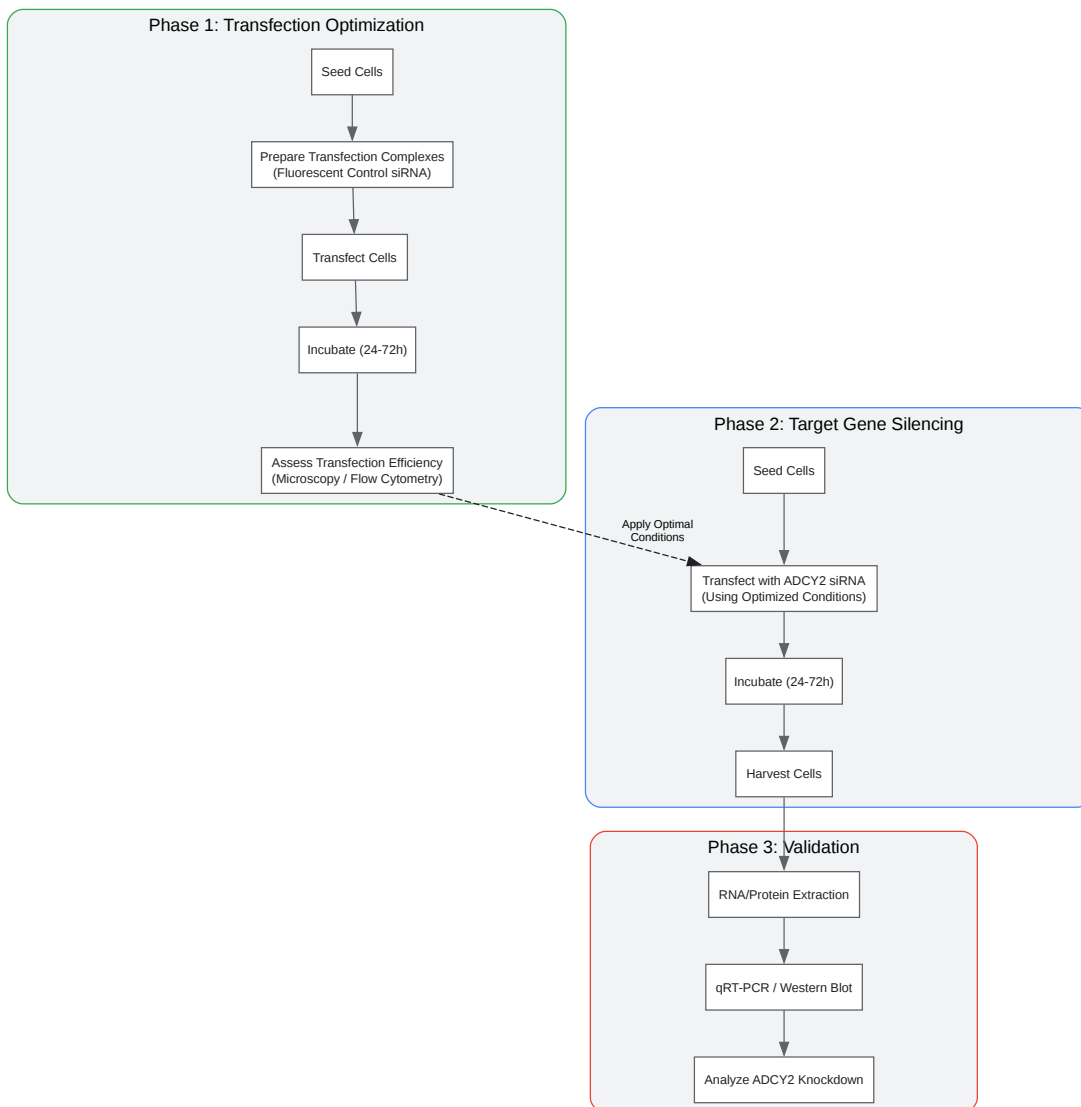 Phase 1: Transfection Optimization
Seed Cells
Prepare Transfection Complexes
(Fluorescent Control siRNA)
Transfect Cells
Incubate (24-72h)
Assess Transfection Efficiency
(Microscopy / Flow Cytometry)
Apply Optimal
Conditions
Phase 2: Target Gene Silencing
Seed Cells
Transfect with ADCY2 siRNA
(Using Optimized Conditions)
Incubate (24-72h)
Harvest Cells
Phase 3: Validation
RNA/Protein Extraction
qRT-PCR / Western Blot
Analyze ADCY2 Knockdown